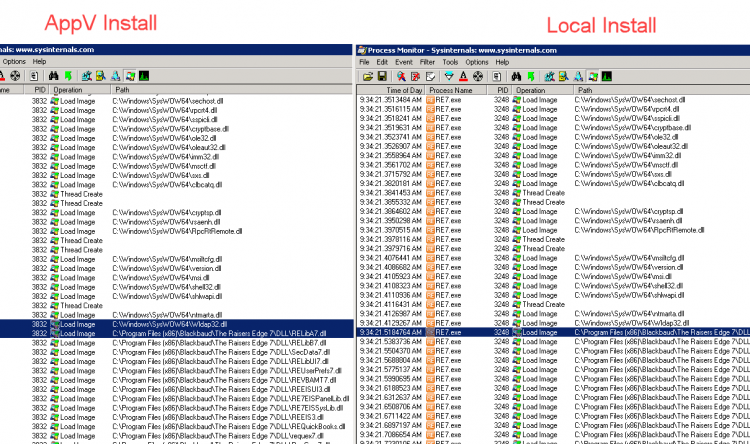 AppV Install
nals: www.sysinternals.com
Options Help
me PID Operation Path
3832 Load Image C:\Windows\SysWOW64\sechost.dll
3832 Load Image C:\Windows\SysWOW64\rpcrt4.dll
3832 Load Image C:\Windows\SysWOW64\sspicli.dll
3832 Load Image C:\Windows\SysWOW64\cryptbase.dll
3832 Load Image C:\Windows\SysWOW64\ole32.dll
3832 Load Image C:\Windows\SysWOW64\oleaut32.dll
3832 Load Image C:\Windows\SysWOW64\imm32.dll
3832 Load Image C:\Windows\SysWOW64\msctf.dll
3832 Load Image C:\Windows\SysWOW64\sxs.dll
3832 Load Image C:\Windows\SysWOW64\clbcatq.dll
3832 Thread Create
3832 Thread Create
3832 Load Image C:\Windows\SysWOW64\cryptsp.dll
3832 Load Image C:\Windows\SysWOW64\rsaenh.dll
3832 Load Image C:\Windows\SysWOW64\RpcRtRemote.dll
3832 Thread Create
3832 Thread Create
3832 Load Image C:\Windows\SysWOW64\msiltcfg.dll
3832 Load Image C:\Windows\SysWOW64\version.dll
3832 Load Image C:\Windows\SysWOW64\msi.dll
3832 Load Image C:\Windows\SysWOW64\shell32.dll
3832 Load Image C:\Windows\SysWOW64\shlwapi.dll
3832 Thread Create
3832 Load Image C:\Windows\SysWOW64\ntmarta.dll
3832 Load Image C:\Windows\SysWOW64\Wldap32.dll
3832 Load Image C:\Program Files (x86)\Blackbaud\The Raisers Edge 7\DLL\RELibA7.dll
3832 Load Image C:\Program Files (x86)\Blackbaud\The Raisers Edge 7\DLL\RELibB7.dll
3832 Load Image C:\Program Files (x86)\Blackbaud\The Raisers Edge 7\DLL\SecData7.dll
3832 Load Image C:\Program Files (x86)\Blackbaud\The Raisers Edge 7\DLL\RELibUI7.dll
3832 Load Image C:\Program Files (x86)\Blackbaud\The Raisers Edge 7\DLL\REUserPrefs7.dll
3832 Load Image C:\Program Files (x86)\Blackbaud\The Raisers Edge 7\DLL\REVBAMT7.dll
3832 Load Image C:\Program Files (x86)\Blackbaud\The Raisers Edge 7\DLL\REEISUI3.dll
3832 Load Image C:\Program Files (x86)\Blackbaud\The Raisers Edge 7\DLL\RE7EISPanelLib.dll
3832 Load Image C:\Program Files (x86)\Blackbaud\The Raisers Edge 7\DLL\RE7EISSysLib.dll
3832 Load Image C:\Program Files (x86)\Blackbaud\The Raisers Edge 7\DLL\REEIS3.dll
3832 Load Image C:\Program Files (x86)\Blackbaud\The Raisers Edge 7\DLL\REQuickBooks.dll
3832 Load Image C:\Program Files (x86)\Blackbaud\The Raisers Edge 7\DLL\requex7.dll
Local Install
Process Monitor - Sysinternals: www.sysinternals.com
File Edit Event Filter Tools Options Help
Time of Day Process Name PID Operation Path
9:34:21.3513484 AM RE7.exe 3248 Load Image C:\Windows\SysWOW64\sechost.dll
9:34:21.3516115 AM RE7.exe 3248 Load Image C:\Windows\SysWOW64\rpcrt4.dll
9:34:21.3518241 AM RE7.exe 3248 Load Image C:\Windows\SysWOW64\sspicli.dll
9:34:21.3519631 AM RE7.exe 3248 Load Image C:\Windows\SysWOW64\cryptbase.dll
9:34:21.3523741 AM RE7.exe 3248 Load Image C:\Windows\SysWOW64\ole32.dll
9:34:21.3526907 AM RE7.exe 3248 Load Image C:\Windows\SysWOW64\oleaut32.dll
9:34:21.3558964 AM RE7.exe 3248 Load Image C:\Windows\SysWOW64\imm32.dll
9:34:21.3561702 AM RE7.exe 3248 Load Image C:\Windows\SysWOW64\msctf.dll
9:34:21.3715792 AM RE7.exe 3248 Load Image C:\Windows\SysWOW64\sxs.dll
9:34:21.3820181 AM RE7.exe 3248 Load Image C:\Windows\SysWOW64\clbcatq.dll
9:34:21.3841453 AM RE7.exe 3248 Thread Create
9:34:21.3855332 AM RE7.exe 3248 Thread Create
9:34:21.3864602 AM RE7.exe 3248 Load Image C:\Windows\SysWOW64\cryptsp.dll
9:34:21.3950298 AM RE7.exe 3248 Load Image C:\Windows\SysWOW64\rsaenh.dll
9:34:21.3970515 AM RE7.exe 3248 Load Image C:\Windows\SysWOW64\RpcRtRemote.dll
9:34:21.3978116 AM RE7.exe 3248 Thread Create
9:34:21.3979716 AM RE7.exe 3248 Thread Create
9:34:21.4076441 AM RE7.exe 3248 Load Image C:\Windows\SysWOW64\msiltcfg.dll
9:34:21.4086682 AM RE7.exe 3248 Load Image C:\Windows\SysWOW64\version.dll
9:34:21.4105923 AM RE7.exe 3248 Load Image C:\Windows\SysWOW64\msi.dll
9:34:21.4108323 AM RE7.exe 3248 Load Image C:\Windows\SysWOW64\shell32.dll
9:34:21.4110936 AM RE7.exe 3248 Load Image C:\Windows\SysWOW64\shlwapi.dll
9:34:21.4116431 AM RE7.exe 3248 Thread Create
9:34:21.4126967 AM RE7.exe 3248 Load Image C:\Windows\SysWOW64\ntmarta.dll
9:34:21.4129267 AM RE7.exe 3248 Load Image C:\Windows\SysWOW64\Wldap32.dll
9:34:21.5184764 AM RE7.exe 3248 Load Image C:\Program Files (x86)\Blackbaud\The Raisers Edge 7\DLL
9:34:21.5383736 AM RE7.exe 3248 Load Image C:\Program Files (x86)\Blackbaud\The Raisers Edge 7\DLL
9:34:21.5504370 AM RE7.exe 3248 Load Image C:\Program Files (x86)\Blackbaud\The Raisers Edge 7\DLL
9:34:21.5688804 AM RE7.exe 3248 Load Image C:\Program Files (x86)\Blackbaud\The Raisers Edge 7\DLL
9:34:21.5775137 AM RE7.exe 3248 Load Image C:\Program Files (x86)\Blackbaud\The Raisers Edge 7\DLL
9:34:21.5990695 AM RE7.exe 3248 Load Image C:\Program Files (x86)\Blackbaud\The Raisers Edge 7\DLL
9:34:21.6188523 AM RE7.exe 3248 Load Image C:\Program Files (x86)\Blackbaud\The Raisers Edge 7\DLL
9:34:21.6312637 AM RE7.exe 3248 Load Image C:\Program Files (x86)\Blackbaud\The Raisers Edge 7\DLL
9:34:21.6508706 AM RE7.exe 3248 Load Image C:\Program Files (x86)\Blackbaud\The Raisers Edge 7\DLL
9:34:21.6711422 AM RE7.exe 3248 Load Image C:\Program Files (x86)\Blackbaud\The Raisers Edge 7\DLL
9:34:21.6897197 AM RE7.exe 3248 Load Image C:\Program Files (x86)\Blackbaud\The Raisers Edge 7\DLL
9:34:21.7086654 AM RE7.exe 3248 Load Image C:\Program Files (x86)\Blackbaud\The Raisers Edge 7\DLL